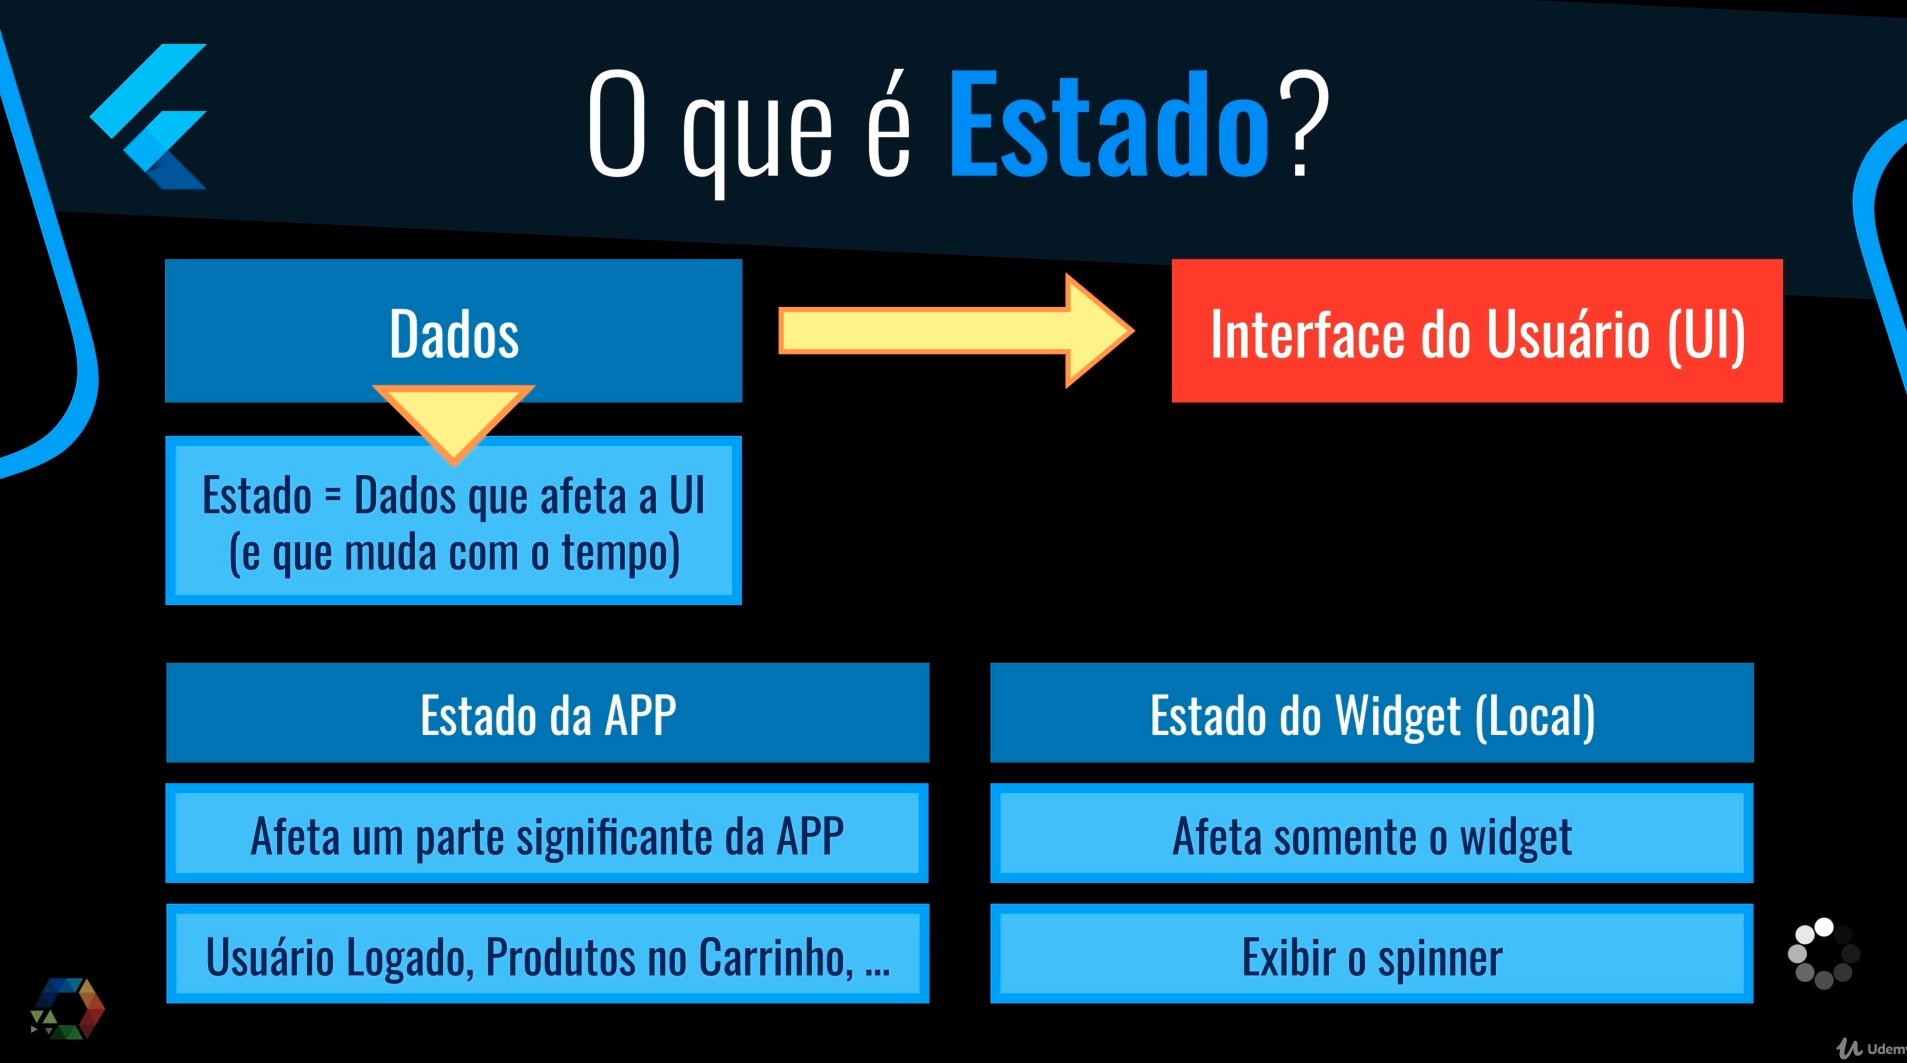 O que é Estado?
Dados
Interface do Usuário (UI)
Estado = Dados que afeta a UI
(e que muda com o tempo)
Estado da APP
Estado do Widget (Local)
Afeta um parte significante da APP
Afeta somente o widget
Usuário Logado, Produtos no Carrinho, ...
Exibir o spinner
Udemy